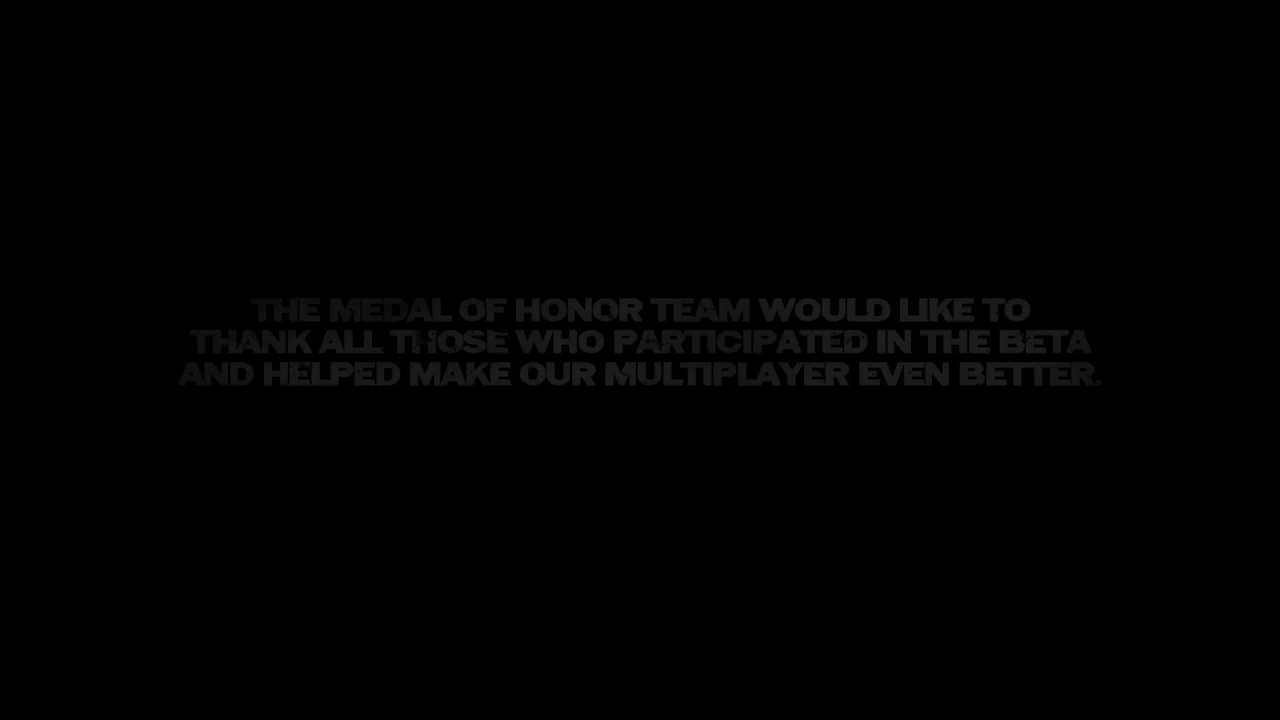 THE MEDAL OF HONOR TEAM WOULD LIKE TO
THANK ALL THOSE WHO PARTICIPATED IN THE BETA
AND HELPED MAKE OUR MULTIPLAYER EVEN BETTER.